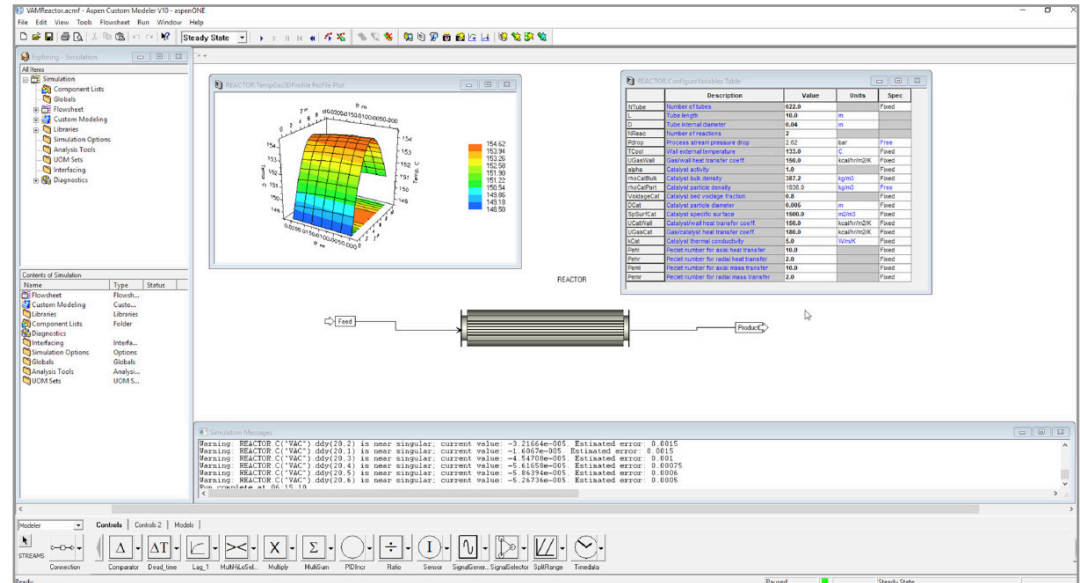 VAMReactor.acmf - Aspen Custom Modeler V10 - aspenONE
File Edit View Tools Flowsheet Run Window Help
Steady State
Exploring - Simulation
All Items
Simulation
Component Lists
Globals
Flowsheet
Custom Modeling
Libraries
Simulation Options
Analysis Tools
UOM Sets
Interfacing
Diagnostics
Contents of Simulation
Name Type Status
Flowsheet Flowsh...
Custom Modeling Custo...
Libraries Libraries
Component Lists Folder
Diagnostics
Interfacing Interfa...
Simulation Options Options
Globals Globals
Analysis Tools Analysi...
UOM Sets UOM S...
REACTOR.TempGas3DProfile Profile Plot
154.62
153.94
153.26
152.58
151.90
151.22
150.54
149.86
149.18
148.50
Temp. C
REACTOR.ConfigureVariables Table
Description Value Units Spec
NTube Number of tubes 622.0 Fixed
L Tube length 10.0 m
D Tube internal diameter 0.04 m
NReac Number of reactions 2
Pdrop Process stream pressure drop 2.62 bar Free
TCool Wall external temperature 133.0 C Fixed
UGasWall Gas/wall heat transfer coeff. 150.0 kcal/hr/m2/K Fixed
alpha Catalyst activity 1.0 Fixed
rhoCatBulk Catalyst bulk density 387.2 kg/m3 Fixed
rhoCatPart Catalyst particle density 1936.0 kg/m3 Free
VoidageCat Catalyst bed voidage fraction 0.8 Fixed
DCat Catalyst particle diameter 0.005 m Fixed
SpSurfCat Catalyst specific surface 1600.0 m2/m3 Fixed
UCatWall Catalyst/wall heat transfer coeff. 150.0 kcal/hr/m2/K Fixed
UGasCat Gas/catalyst heat transfer coeff. 180.0 kcal/hr/m2/K Fixed
kCat Catalyst thermal conductivity 5.0 W/m/K Fixed
Pehl Peclet number for axial heat transfer 10.0 Fixed
Pehr Peclet number for radial heat transfer 2.0 Fixed
Peml Peclet number for axial mass transfer 10.0 Fixed
Pemr Peclet number for radial mass transfer 2.0 Fixed
REACTOR
Feed
Product
Simulation Messages
Warning: REACTOR.C("VAC").ddy(20.2) is near singular; current value: -3.21664e-005. Estimated error: 0.0015
Warning: REACTOR.C("VAC").ddy(20.1) is near singular; current value: -1.6067e-005. Estimated error: 0.0015
Warning: REACTOR.C("VAC").ddy(20.3) is near singular; current value: -4.54708e-005. Estimated error: 0.001
Warning: REACTOR.C("VAC").ddy(20.4) is near singular; current value: -5.61658e-005. Estimated error: 0.00075
Warning: REACTOR.C("VAC").ddy(20.5) is near singular; current value: -5.86394e-005. Estimated error: 0.0006
Warning: REACTOR.C("VAC").ddy(20.6) is near singular; current value: -5.26736e-005. Estimated error: 0.0005
Run complete at 06.15.10
Modeler
Controls Controls 2 Models
STREAMS
Connection Comparator Dead_time Lag_1 MultiHiLoSel... Multiply MultiSum PIDIncr Ratio Sensor SignalGener... SignalSelector SplitRange Timedata
Ready Paused Steady State